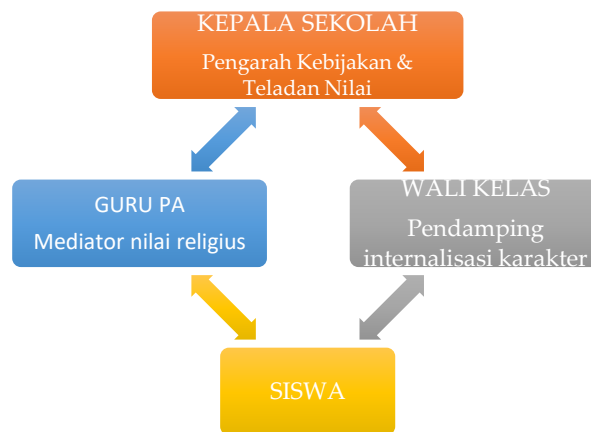 KEPALA SEKOLAH
Pengarah Kebijakan &
Teladan Nilai
GURU PA
Mediator nilai religius
WALI KELAS
Pendamping
internalisasi karakter
SISWA